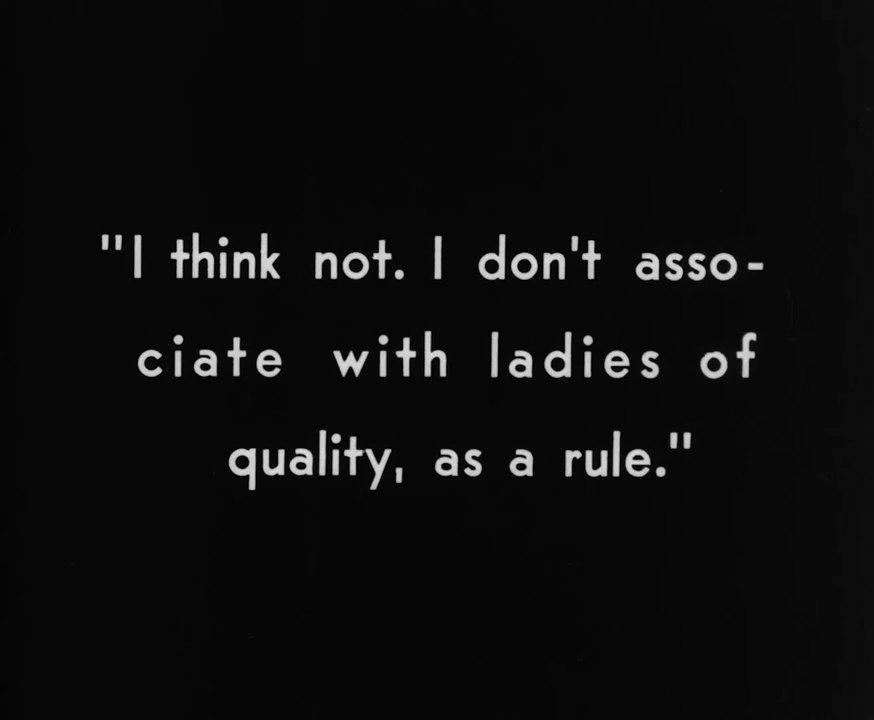 "I think not. I don't asso-
ciate with ladies of
quality, as a rule."